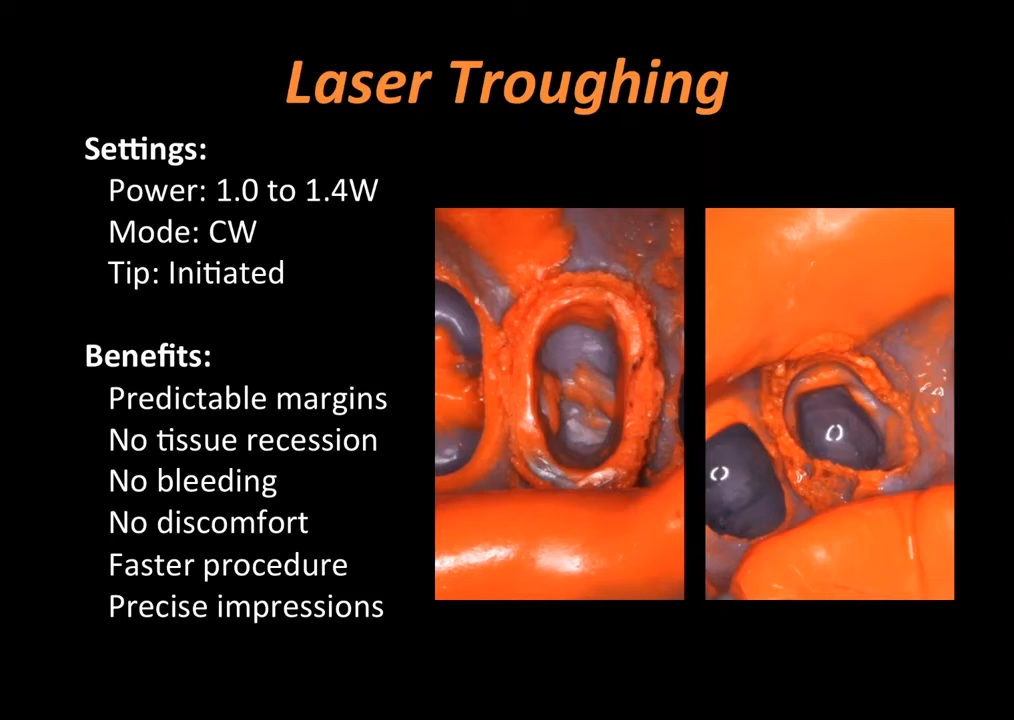 Laser Troughing
Settings:
Power: 1.0 to 1.4W
Mode: CW
Tip: Initiated
Benefits:
Predictable margins
No tissue recession
No bleeding
No discomfort
Faster procedure
Precise impressions